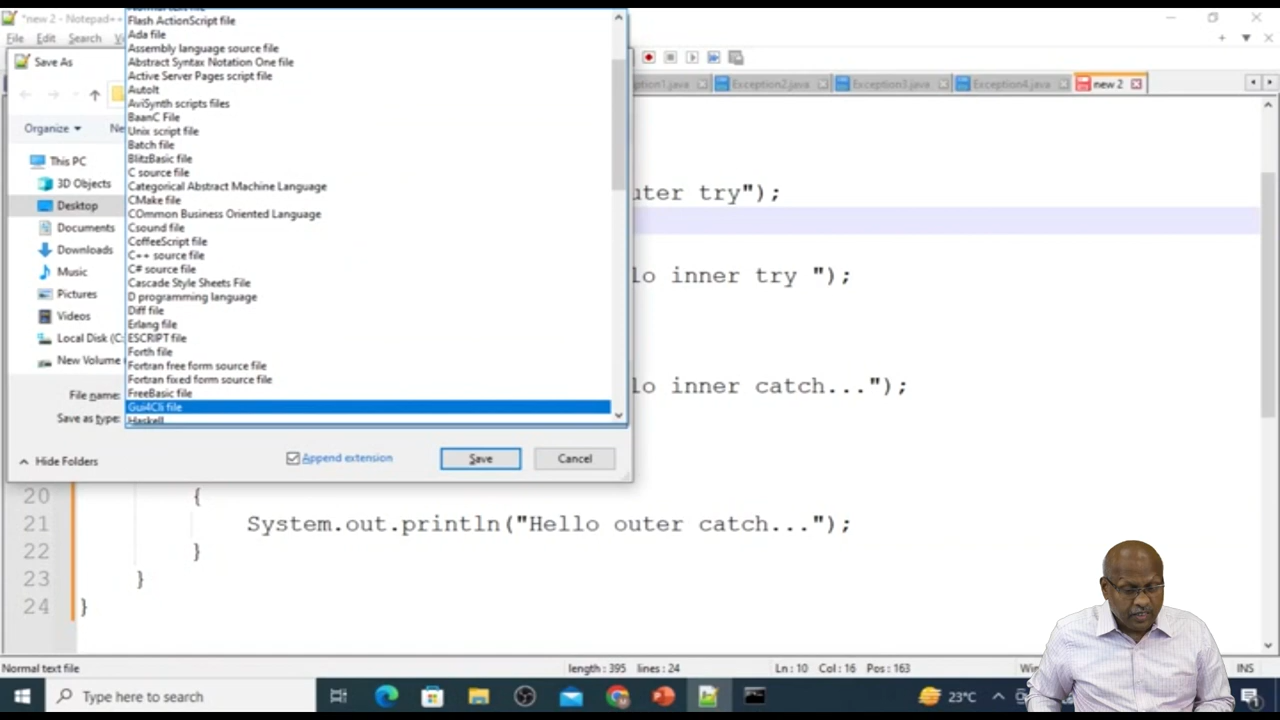 *new 2 - Notepad++
File Edit Search
Save As
Organize
This PC
3D Objects
Desktop
Documents
Downloads
Music
Pictures
Videos
Local Disk (C:
New Volume
File name:
Save as type:
Flash ActionScript file
Ada file
Assembly language source file
Abstract Syntax Notation One file
Active Server Pages script file
AutoIt
AviSynth scripts files
BaanC File
Unix script file
Batch file
BlitzBasic file
C source file
Categorical Abstract Machine Language
CMake file
COmmon Business Oriented Language
Csound file
CoffeeScript file
C++ source file
C# source file
Cascade Style Sheets File
D programming language
Diff file
Erlang file
ESCRIPT file
Forth file
Fortran free form source file
Fortran fixed form source file
FreeBasic file
Gui4Cli file
Haskell
Hide Folders
Append extension
Save
Cancel
Exception2.java
Exception3.java
Exception4.java
new 2
uter try");
lo inner try ");
lo inner catch...");
20 {
21 System.out.println("Hello outer catch...");
22 }
23 }
24 }
Normal text file
length : 395 lines : 24
Ln : 10 Col : 16 Pos : 163
INS
Type here to search
23°C